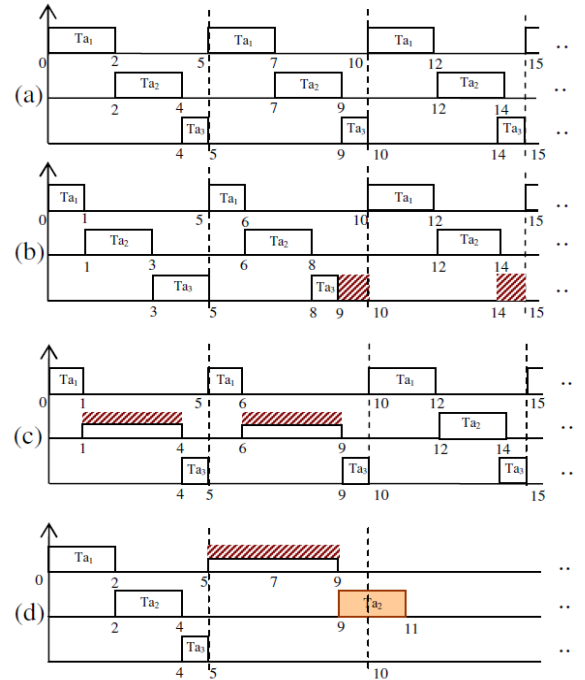 Ta1 Ta1 Ta1 ..
0 2 5 7 10 12 15
(a) Ta2 Ta2 Ta2 ..
2 4 7 9 12 14
Ta3 Ta3 Ta3 ..
4 5 9 10 14 15
Ta1 Ta1 Ta1 ..
0 1 5 6 10 12 15
(b) Ta2 Ta2 Ta2 ..
1 3 6 8 12 14
Ta3 Ta3 ..
3 5 8 9 10 14 15
Ta1 Ta1 Ta1 ..
0 1 5 6 10 12 15
(c) Ta2 ..
1 4 6 9 12 14
Ta3 Ta3 Ta3 ..
4 5 9 10 14 15
Ta1 ..
0 2 5 7 9
(d) Ta2 Ta2 ..
2 4 9 11
Ta3 ..
4 5 10